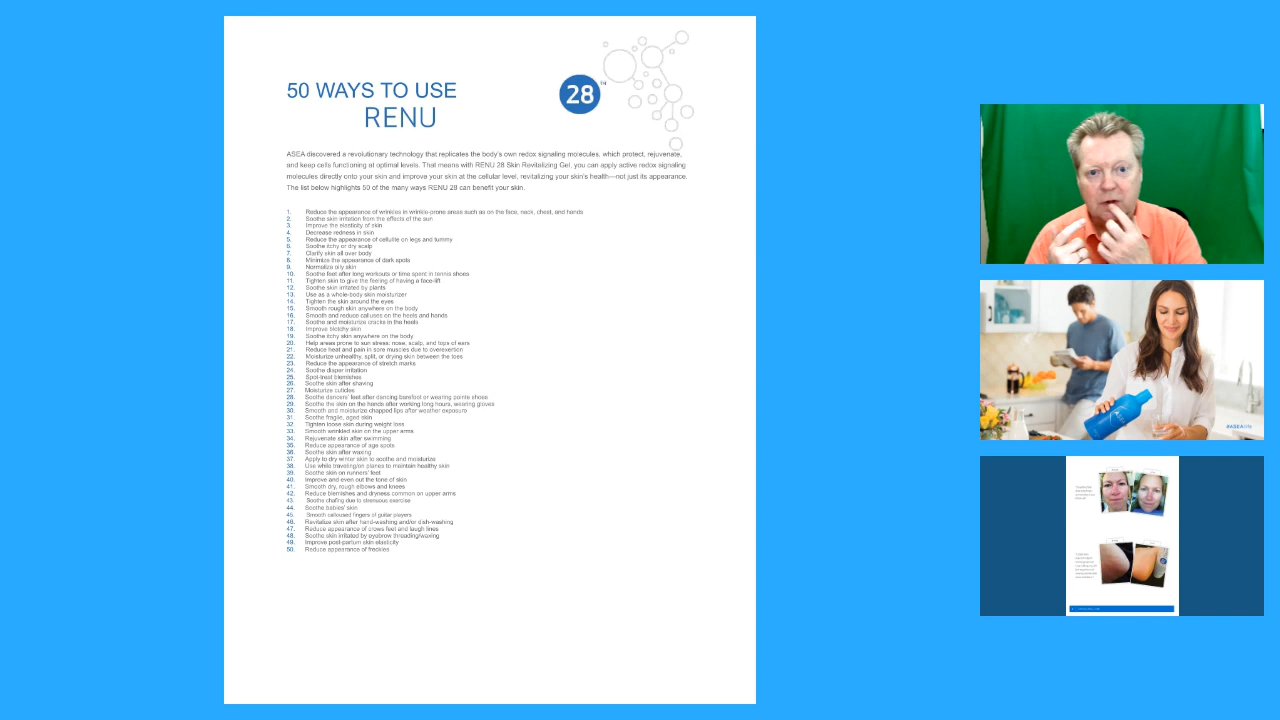 50 WAYS TO USE
RENU
28™
ASEA discovered a revolutionary technology that replicates the body's own redox signaling molecules, which protect, rejuvenate,
and keep cells functioning at optimal levels. That means with RENU 28 Skin Revitalizing Gel, you can apply active redox signaling
molecules directly onto your skin and improve your skin at the cellular level, revitalizing your skin's health—not just its appearance.
The list below highlights 50 of the many ways RENU 28 can benefit your skin.
1. Reduce the appearance of wrinkles in wrinkle-prone areas such as on the face, neck, chest, and hands
2. Soothe skin irritation from the effects of the sun
3. Improve the elasticity of skin
4. Decrease redness in skin
5. Reduce the appearance of cellulite on legs and tummy
6. Soothe itchy or dry scalp
7. Clarify skin all over body
8. Minimize the appearance of dark spots
9. Normalize oily skin
10. Soothe feet after long workouts or time spent in tennis shoes
11. Tighten skin to give the feeling of having a face-lift
12. Soothe skin irritated by plants
13. Use as a whole-body skin moisturizer
14. Tighten the skin around the eyes
15. Smooth rough skin anywhere on the body
16. Smooth and reduce calluses on the heels and hands
17. Soothe and moisturize cracks in the heels
18. Improve blotchy skin
19. Soothe itchy skin anywhere on the body
20. Help areas prone to sun stress: nose, scalp, and tops of ears
21. Reduce heat and pain in sore muscles due to overexertion
22. Moisturize unhealthy, split, or drying skin between the toes
23. Reduce the appearance of stretch marks
24. Soothe diaper irritation
25. Spot-treat blemishes
26. Soothe skin after shaving
27. Moisturize cuticles
28. Soothe dancers' feet after dancing barefoot or wearing pointe shoes
29. Soothe the skin on the hands after working long hours, wearing gloves
30. Smooth and moisturize chapped lips after weather exposure
31. Soothe fragile, aged skin
32. Tighten loose skin during weight loss
33. Smooth wrinkled skin on the upper arms
34. Rejuvenate skin after swimming
35. Reduce appearance of age spots
36. Soothe skin after waxing
37. Apply to dry winter skin to soothe and moisturize
38. Use while traveling/on planes to maintain healthy skin
39. Soothe skin on runners' feet
40. Improve and even out the tone of skin
41. Smooth dry, rough elbows and knees
42. Reduce blemishes and dryness common on upper arms
43. Soothe chafing due to strenuous exercise
44. Soothe babies' skin
45. Smooth calloused fingers of guitar players
46. Revitalize skin after hand-washing and/or dish-washing
47. Reduce appearance of crows feet and laugh lines
48. Soothe skin irritated by eyebrow threading/waxing
49. Improve post-partum skin elasticity
50. Reduce appearance of freckles
#ASEAlife